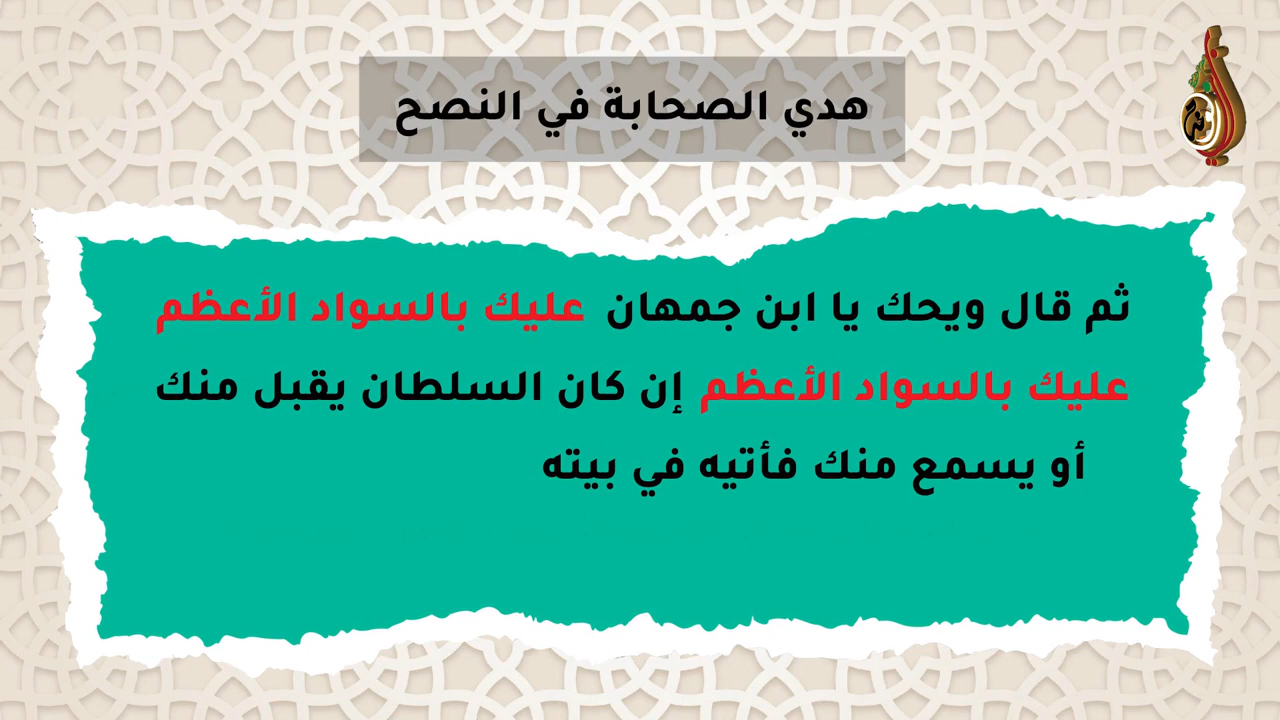 هدي الصحابة في النصح
ثم قال ويحك يا ابن جمهان عليك بالسواد الأعظم
عليك بالسواد الأعظم إن كان السلطان يقبل منك
أو يسمع منك فأتيه في بيته